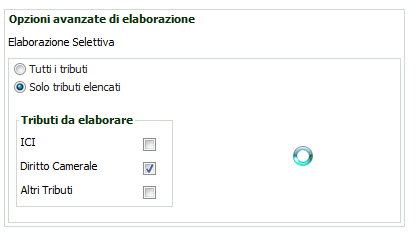 Opzioni avanzate di elaborazione
Elaborazione Selettiva
Tutti i tributi
Solo tributi elencati
Tributi da elaborare
ICI
Diritto Camerale
Altri Tributi